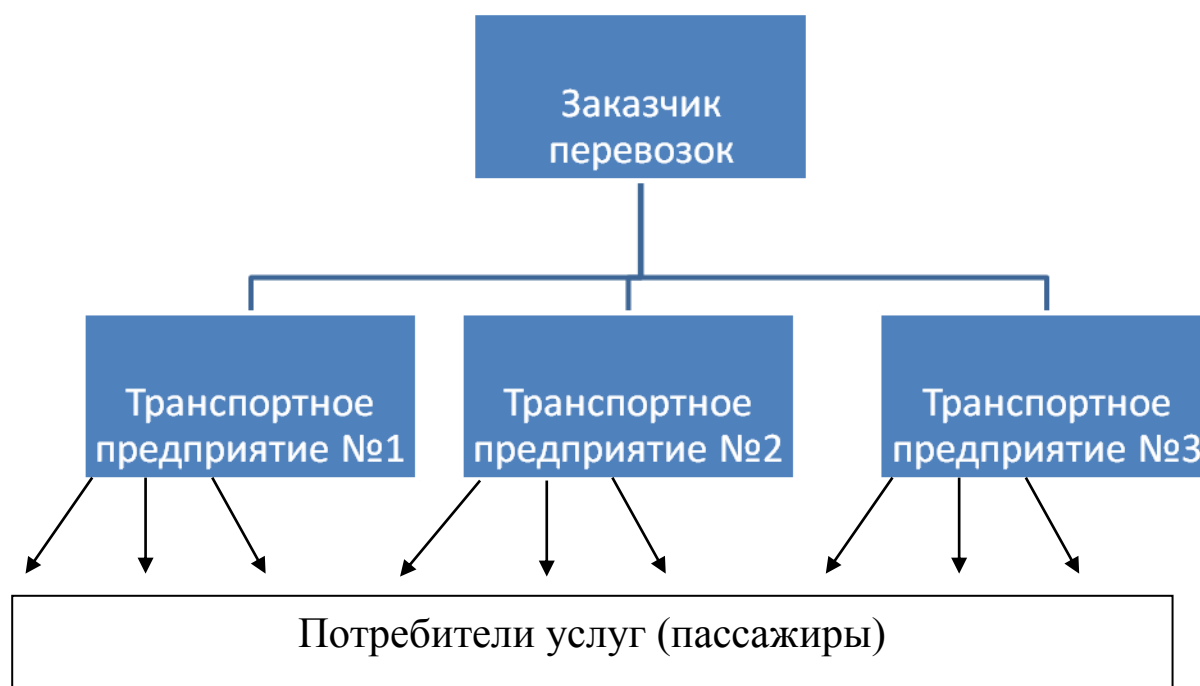 Заказчик
перевозок
Транспортное
предприятие №1
Транспортное
предприятие №2
Транспортное
предприятие №3
Потребители услуг (пассажиры)